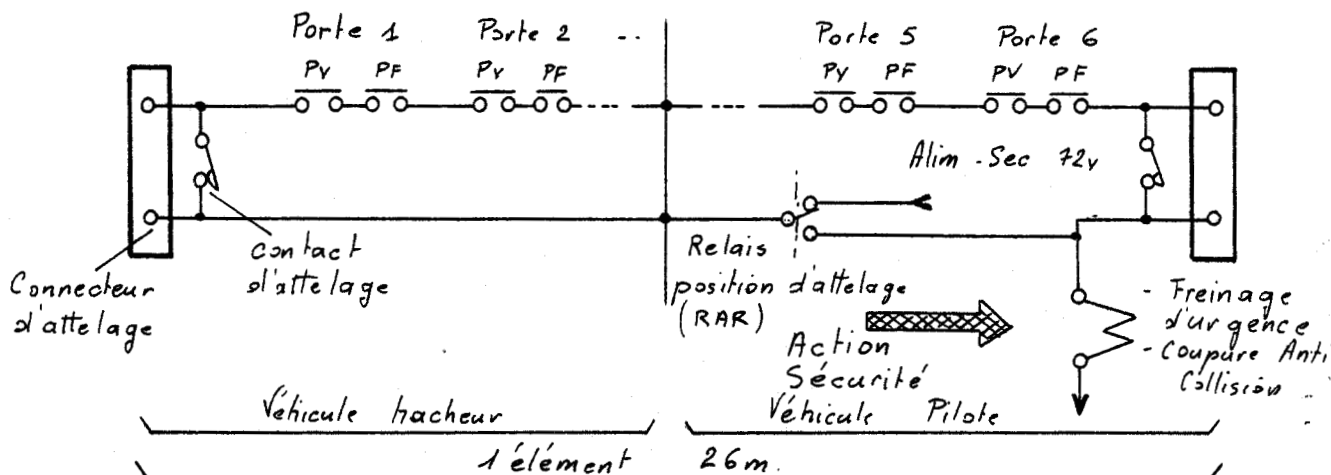 Porte 1 Porte 2 .. Porte 5 Porte 6
PV PF PV PF PV PF PV PF
Alim - Sec 72v
Connecteur
d'attelage
contact
d'attelage
Relais
position d'attelage
(RAR)
Action
Sécurité
- Freinage
d'urgence
- Coupure Anti
Collision
Véhicule hacheur Véhicule Pilote
1 élément 26m.